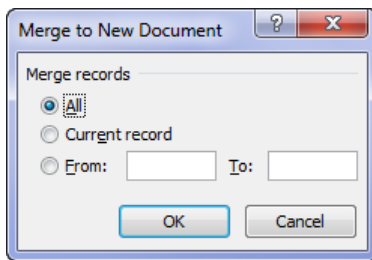 Merge to New Document ? X
Merge records
All
Current record
From: To:
OK Cancel